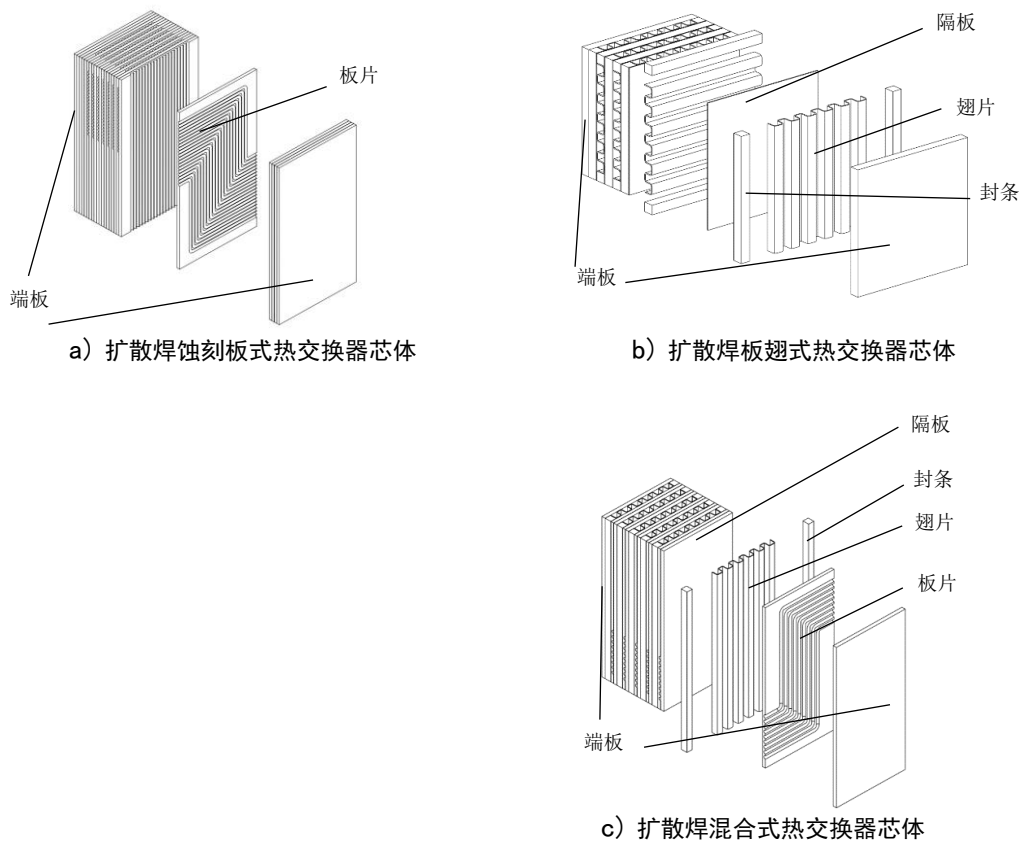 板片
端板
a）扩散焊蚀刻板式热交换器芯体
隔板
翅片
封条
端板
b）扩散焊板翅式热交换器芯体
隔板
封条
翅片
板片
端板
c）扩散焊混合式热交换器芯体